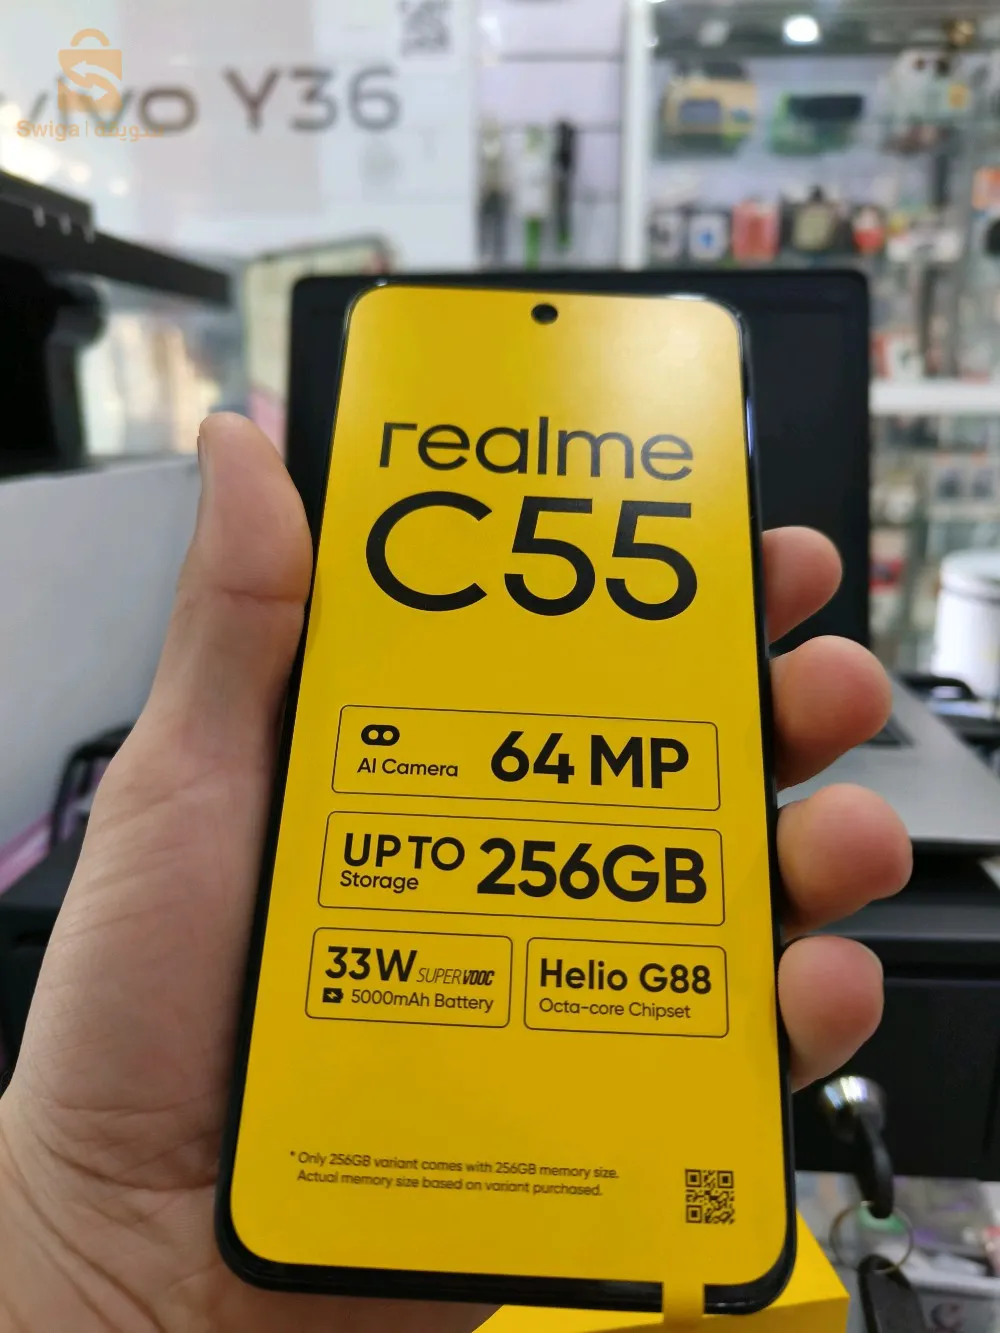 vivo Y36
Swiga | سويقة
realme
C55
AI Camera 64 MP
UP TO 256GB
Storage
33W SUPERVOOC
5000mAh Battery
Helio G88
Octa-core Chipset
* Only 256GB variant comes with 256GB memory size.
Actual memory size based on variant purchased.